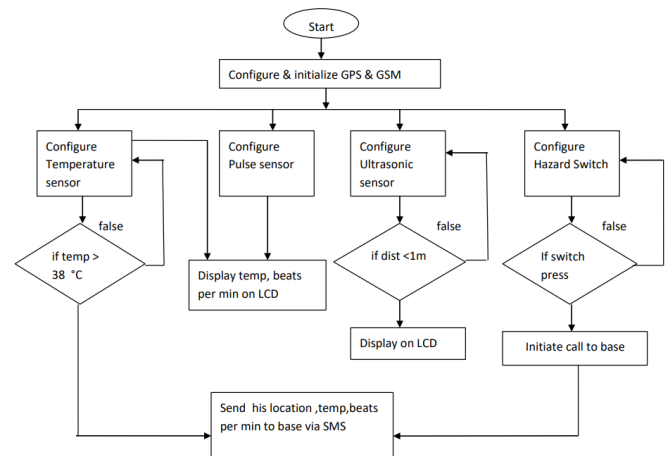 Start
Configure & initialize GPS & GSM
Configure
Temperature
sensor
Configure
Pulse sensor
Configure
Ultrasonic
sensor
Configure
Hazard Switch
false
false
false
if temp >
38 °C
Display temp, beats
per min on LCD
if dist <1m
If switch
press
Display on LCD
Initiate call to base
Send his location ,temp,beats
per min to base via SMS